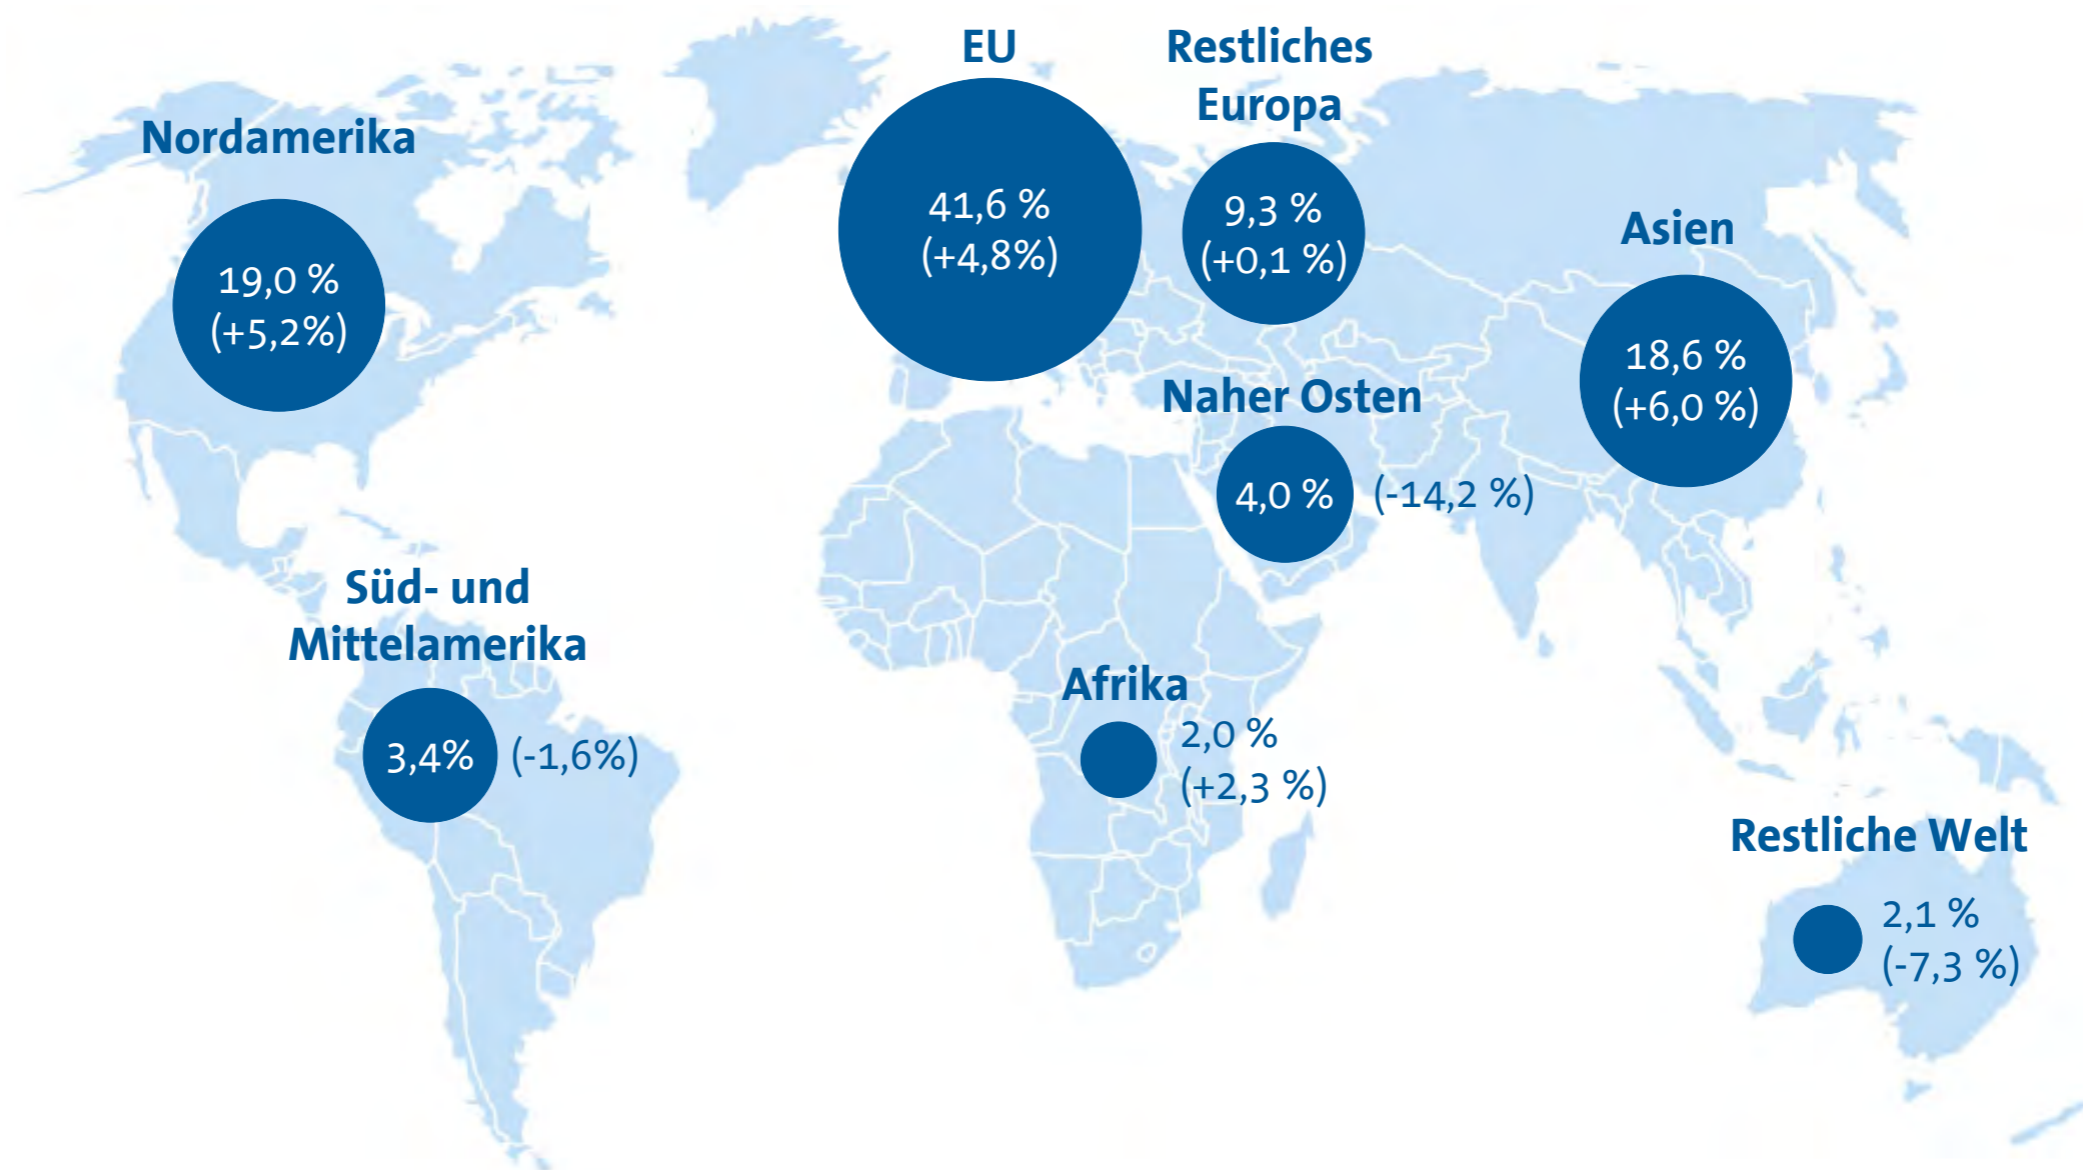 Nordamerika
19,0 %
(+5,2%)
EU
41,6 %
(+4,8%)
Restliches
Europa
9,3 %
(+0,1 %)
Asien
18,6 %
(+6,0 %)
Naher Osten
4,0 % (-14,2 %)
Süd- und
Mittelamerika
3,4% (-1,6%)
Afrika
2,0 %
(+2,3 %)
Restliche Welt
2,1 %
(-7,3 %)